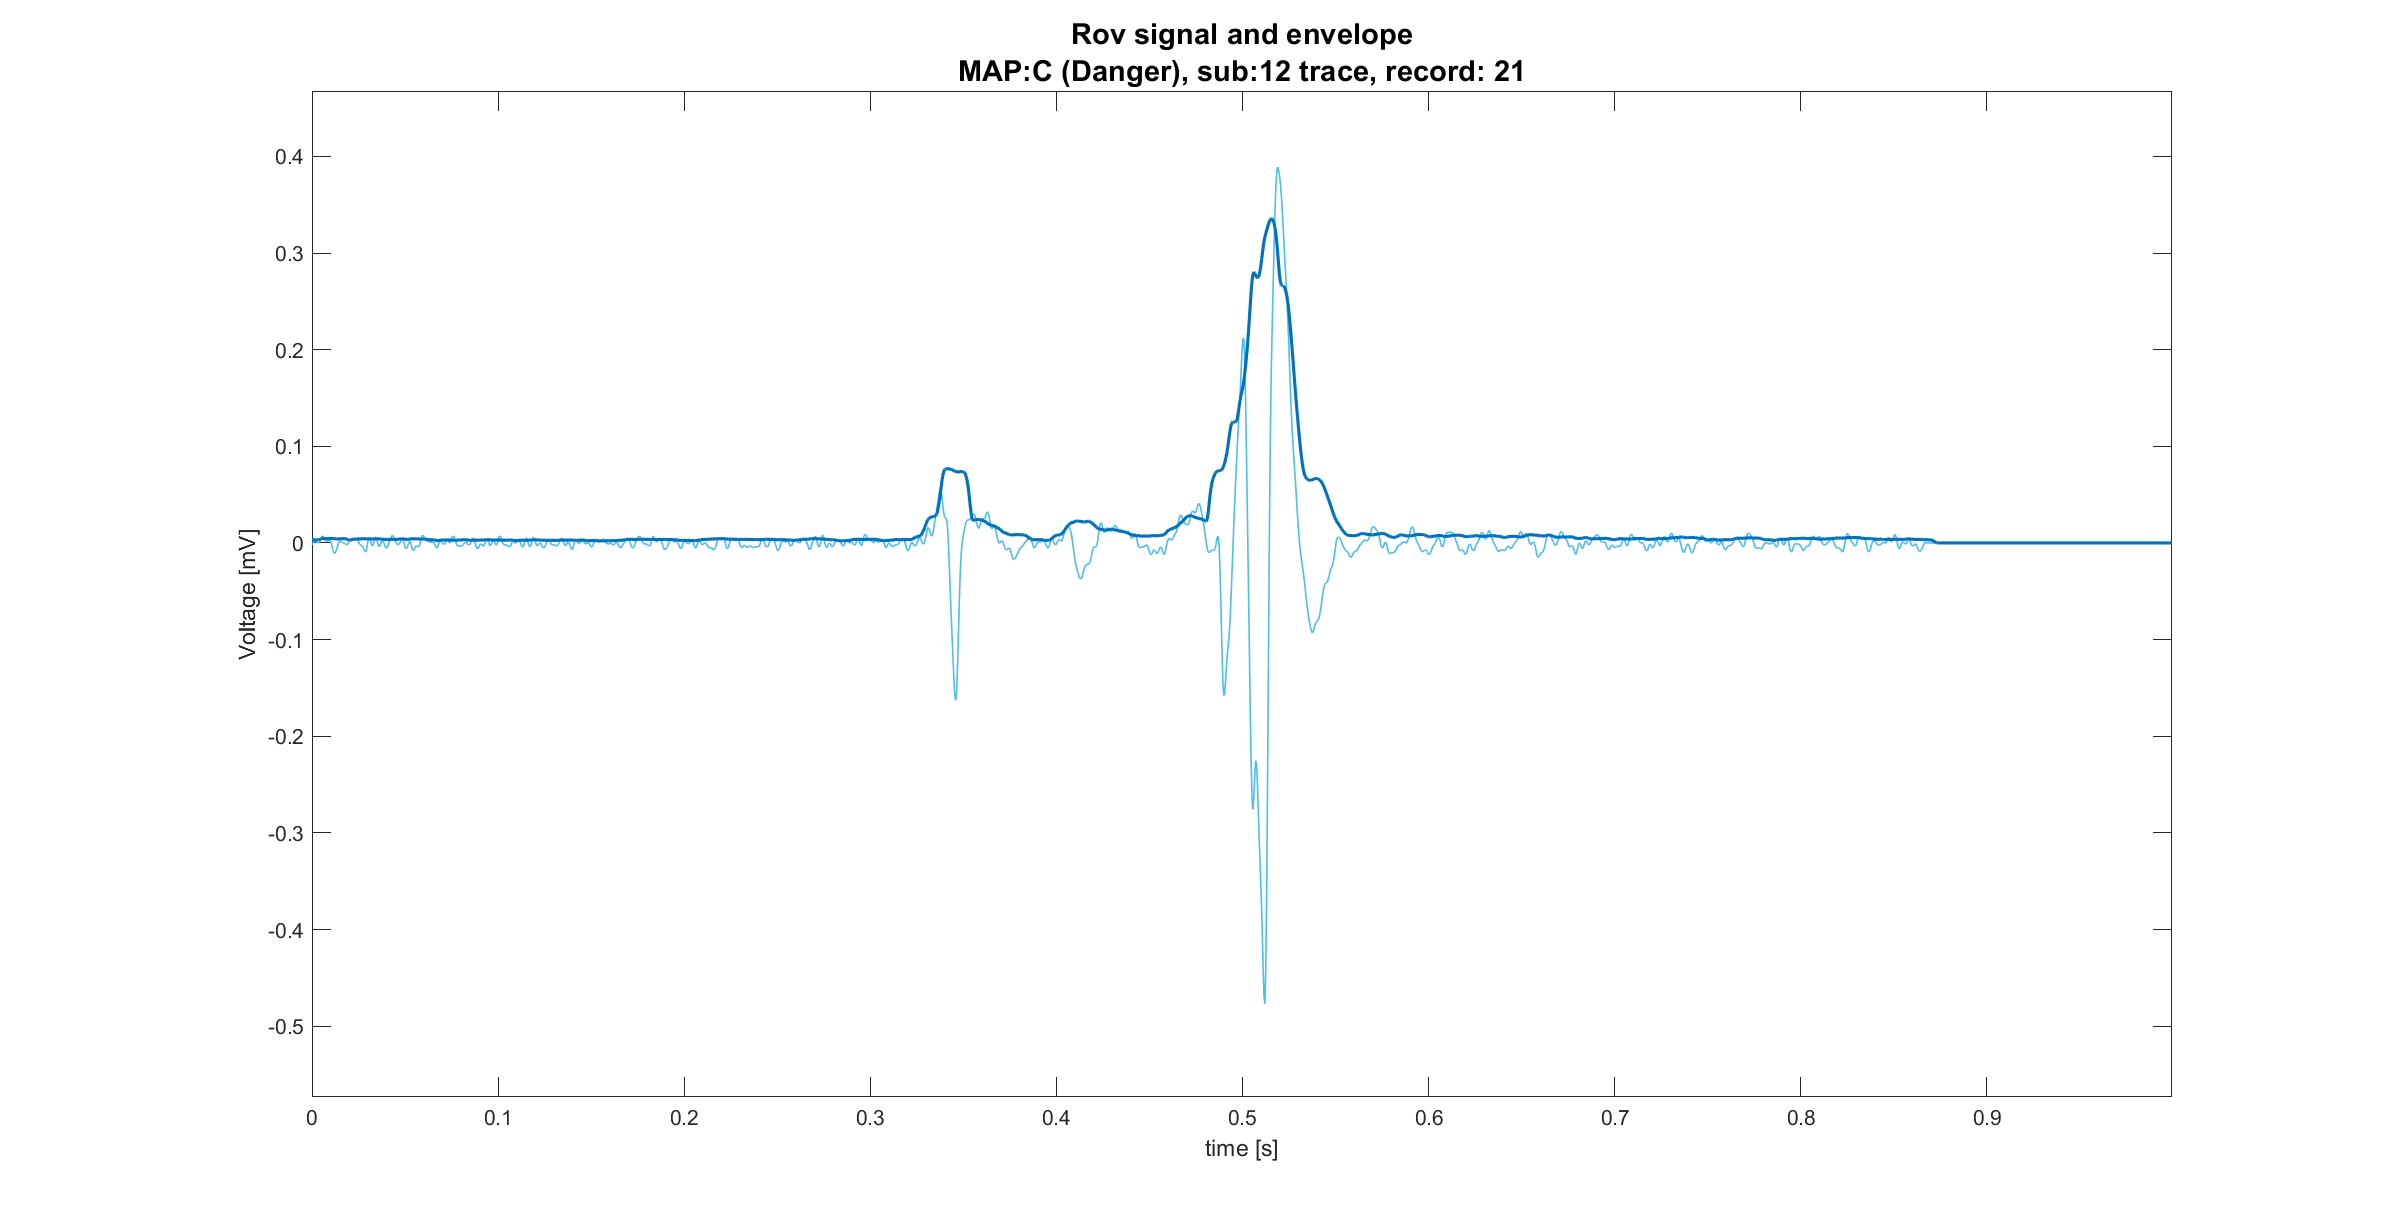 Rov signal and envelope
MAP:C (Danger), sub:12 trace, record: 21
Voltage [mV]
0.4
0.3
0.2
0.1
0
-0.1
-0.2
-0.3
-0.4
-0.5
0 0.1 0.2 0.3 0.4 0.5 0.6 0.7 0.8 0.9
time [s]